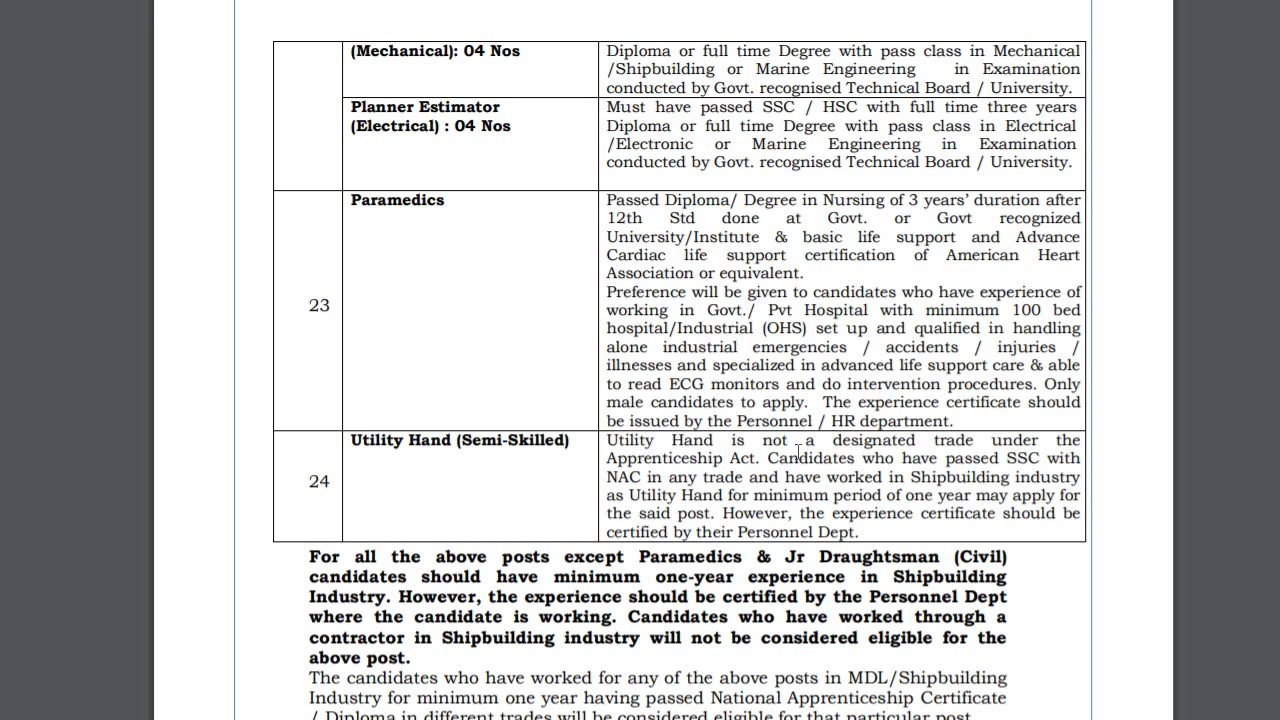 (Mechanical): 04 Nos
Diploma or full time Degree with pass class in Mechanical
/Shipbuilding or Marine Engineering in Examination
conducted by Govt. recognised Technical Board / University.
Planner Estimator
(Electrical) : 04 Nos
Must have passed SSC / HSC with full time three years
Diploma or full time Degree with pass class in Electrical
/Electronic or Marine Engineering in Examination
conducted by Govt. recognised Technical Board / University.
23
Paramedics
Passed Diploma/ Degree in Nursing of 3 years’ duration after
12th Std done at Govt. or Govt recognized
University/Institute & basic life support and Advance
Cardiac life support certification of American Heart
Association or equivalent.
Preference will be given to candidates who have experience of
working in Govt./ Pvt Hospital with minimum 100 bed
hospital/Industrial (OHS) set up and qualified in handling
alone industrial emergencies / accidents / injuries /
illnesses and specialized in advanced life support care & able
to read ECG monitors and do intervention procedures. Only
male candidates to apply. The experience certificate should
be issued by the Personnel / HR department.
24
Utility Hand (Semi-Skilled)
Utility Hand is not a designated trade under the
Apprenticeship Act. Candidates who have passed SSC with
NAC in any trade and have worked in Shipbuilding industry
as Utility Hand for minimum period of one year may apply for
the said post. However, the experience certificate should be
certified by their Personnel Dept.
For all the above posts except Paramedics & Jr Draughtsman (Civil)
candidates should have minimum one-year experience in Shipbuilding
Industry. However, the experience should be certified by the Personnel Dept
where the candidate is working. Candidates who have worked through a
contractor in Shipbuilding industry will not be considered eligible for the
above post.
The candidates who have worked for any of the above posts in MDL/Shipbuilding
Industry for minimum one year having passed National Apprenticeship Certificate
/ Diploma in different trades will be considered eligible for that particular post